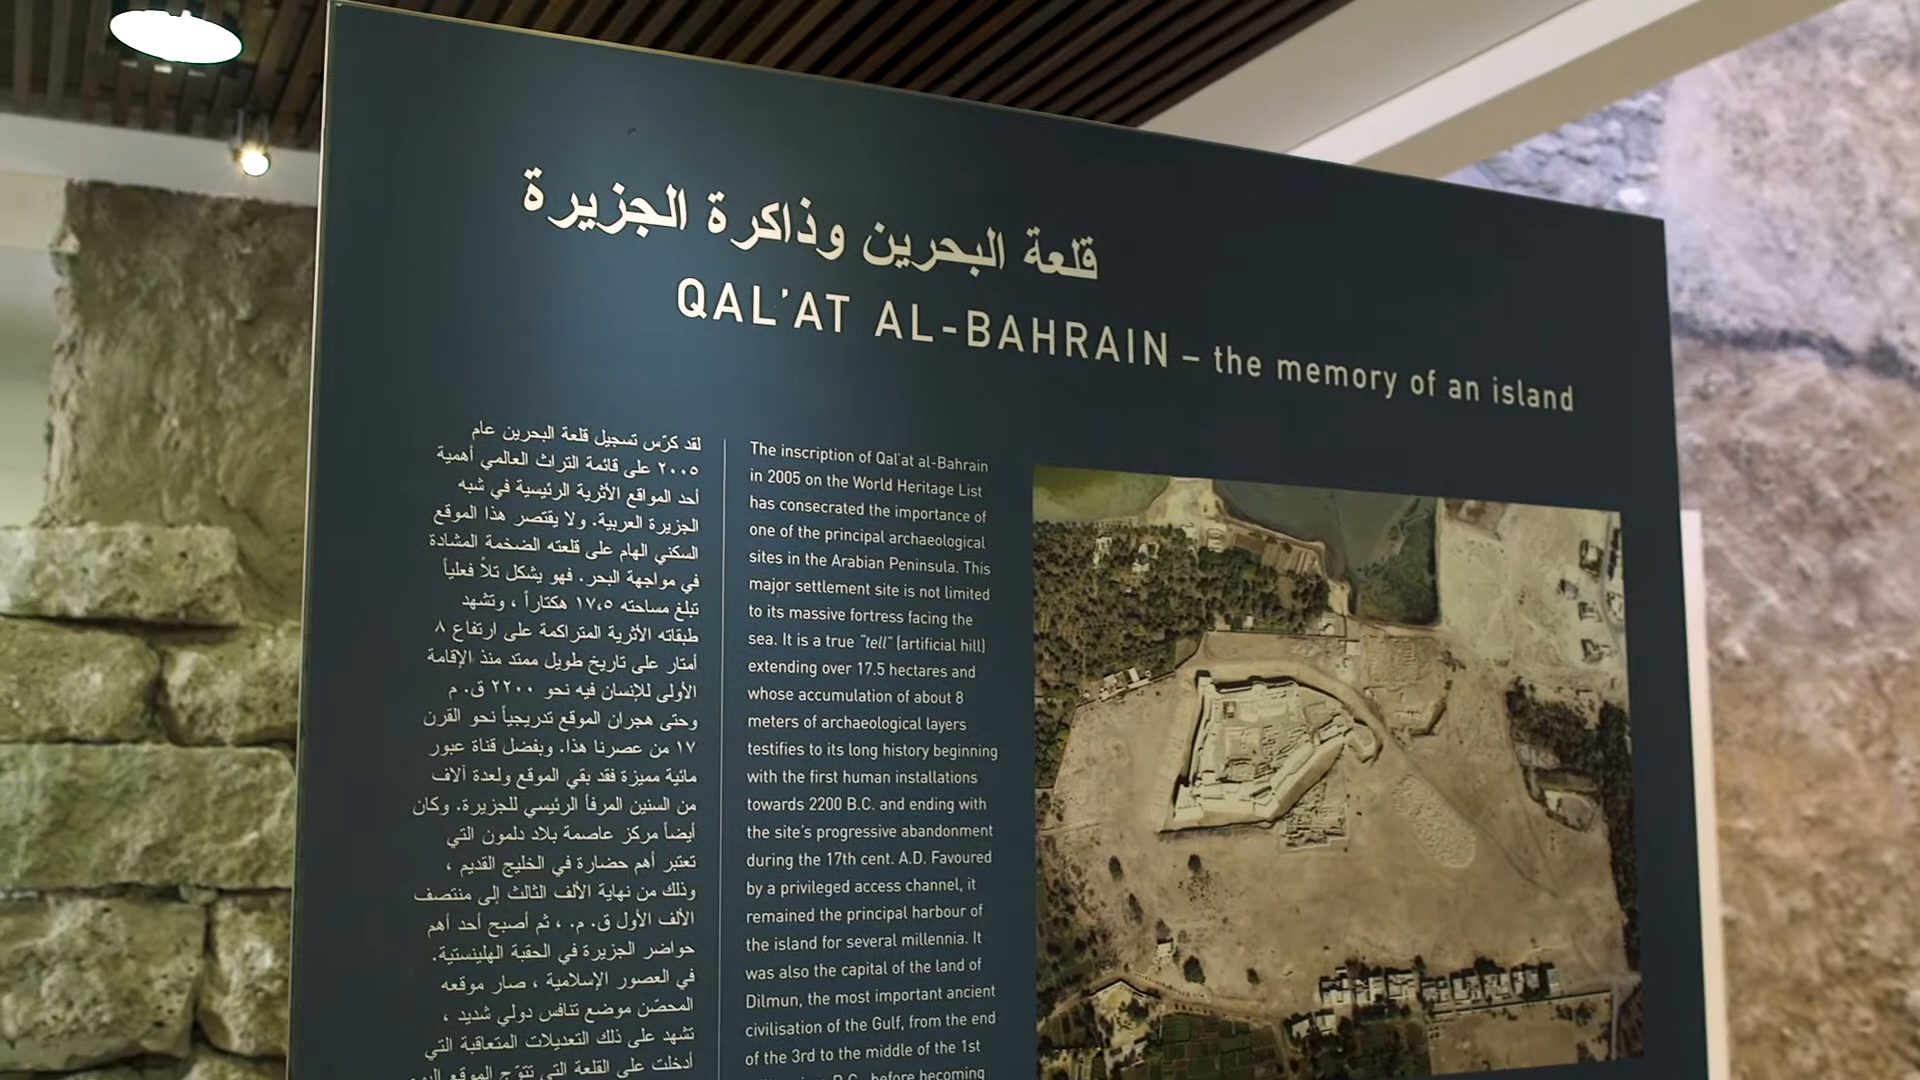 قلعة البحرين وذاكرة الجزيرة
QAL'AT AL-BAHRAIN – the memory of an island
لقد كرّس تسجيل قلعة البحرين عام
٢٠٠٥ على قائمة التراث العالمي أهمية
أحد المواقع الأثرية الرئيسية في شبه
الجزيرة العربية. ولا يقتصر هذا الموقع
السكني الهام على قلعته الضخمة المشادة
في مواجهة البحر. فهو يشكل تلاً فعلياً
تبلغ مساحته ١٧،٥ هكتاراً ، وتشهد
طبقاته الأثرية المتراكمة على ارتفاع ٨
أمتار على تاريخ طويل ممتد منذ الإقامة
الأولى للإنسان فيه نحو ٢٢٠٠ ق. م
وحتى هجران الموقع تدريجياً نحو القرن
١٧ من عصرنا هذا. وبفضل قناة عبور
مائية مميزة فقد بقي الموقع ولعدة آلاف
من السنين المرفأ الرئيسي للجزيرة. وكان
أيضاً مركز عاصمة بلاد دلمون التي
تعتبر أهم حضارة في الخليج القديم ،
وذلك من نهاية الألف الثالث إلى منتصف
الألف الأول ق. م. ، ثم أصبح أحد أهم
حواضر الجزيرة في الحقبة الهلينستية.
في العصور الإسلامية ، صار موقعه
المحصّن موضع تنافس دولي شديد ،
تشهد على ذلك التعديلات المتعاقبة التي
أدخلت على القلعة التي تتوّج الموقع اليوم
The inscription of Qal'at al-Bahrain
in 2005 on the World Heritage List
has consecrated the importance of
one of the principal archaeological
sites in the Arabian Peninsula. This
major settlement site is not limited
to its massive fortress facing the
sea. It is a true "tell" (artificial hill)
extending over 17.5 hectares and
whose accumulation of about 8
meters of archaeological layers
testifies to its long history beginning
with the first human installations
towards 2200 B.C. and ending with
the site's progressive abandonment
during the 17th cent. A.D. Favoured
by a privileged access channel, it
remained the principal harbour of
the island for several millennia. It
was also the capital of the land of
Dilmun, the most important ancient
civilisation of the Gulf, from the end
of the 3rd to the middle of the 1st
B.C., before becoming